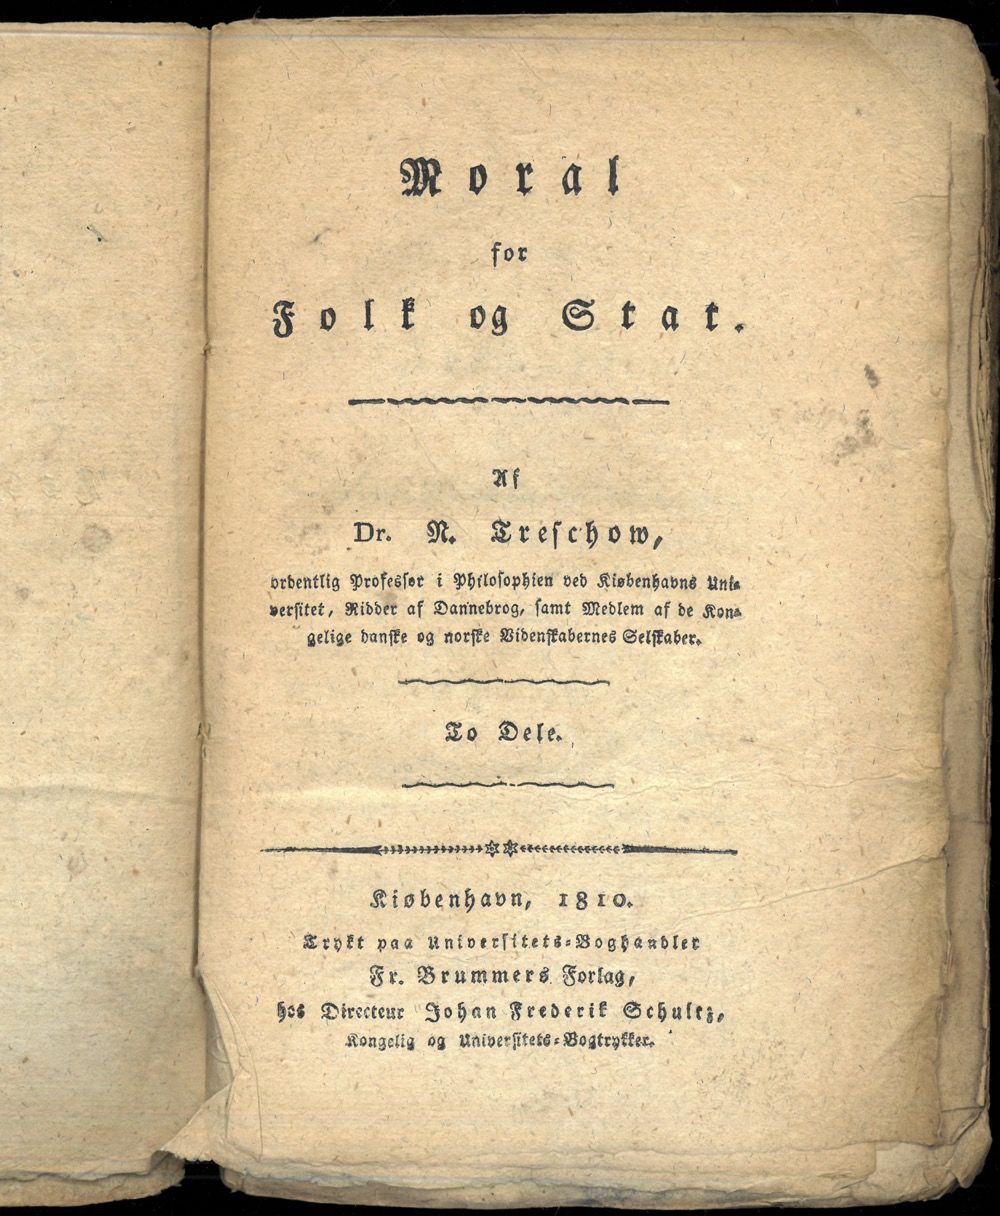 Moral
for
Folk og Stat.
Af
Dr. N. Treschow,
ordentlig Professor i Philosophien ved Kiøbenhavns Uni-
versitet, Ridder af Dannebrog, samt Medlem af de Kon-
gelige danske og norske Videnskabernes Selskaber.
To Dele.
Kiøbenhavn, 1810.
Trykt paa Universitets-Boghandler
Fr. Brummers Forlag,
hos Directeur Johan Frederik Schultz,
Kongelig og Universitets-Bogtrykker.